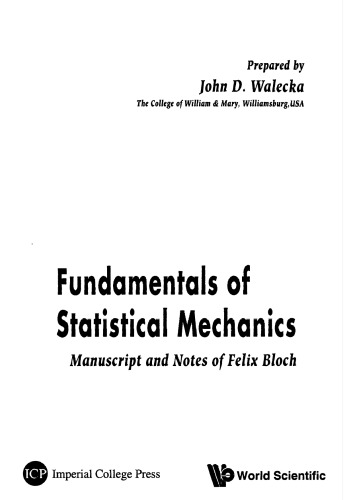 Prepared by
John D. Walecka
The College of William & Mary, Williamsburg,USA
Fundamentals of
Statistical Mechanics
Manuscript and Notes of Felix Bloch
ICP Imperial College Press
World Scientific